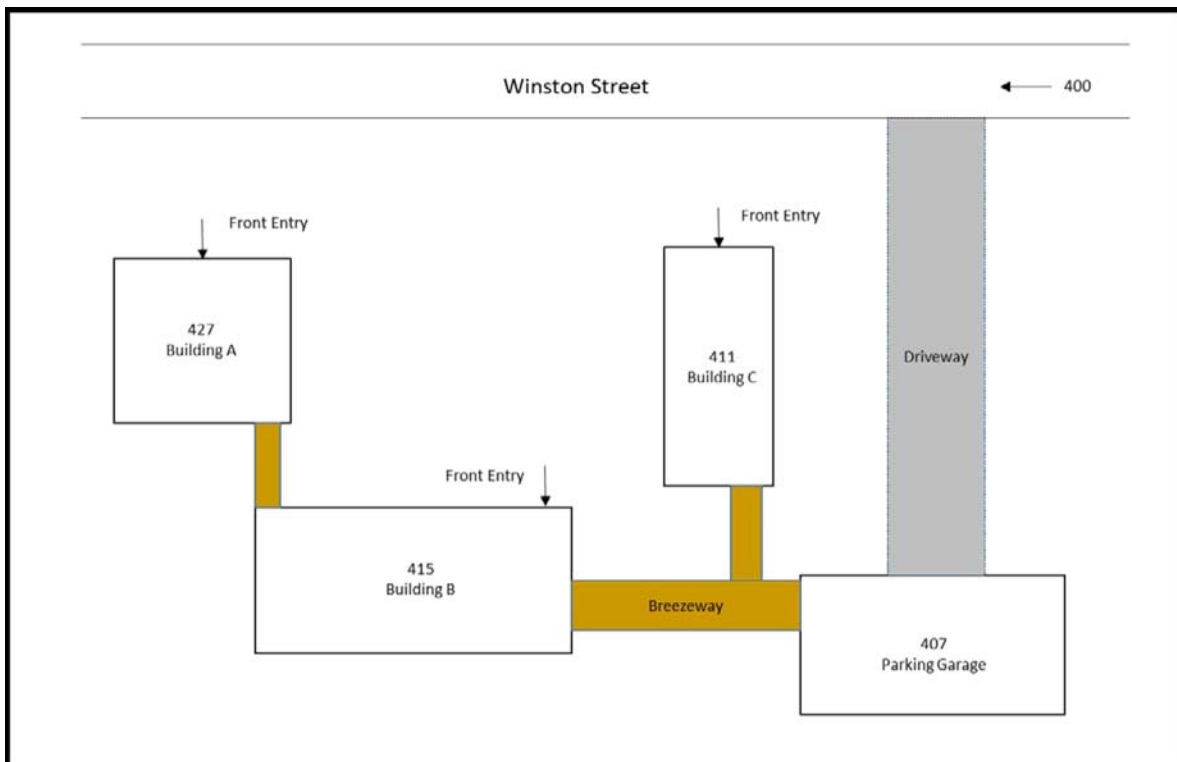 Winston Street
400
Front Entry
Front Entry
427
Building A
411
Building C
Driveway
Front Entry
415
Building B
Breezeway
407
Parking Garage